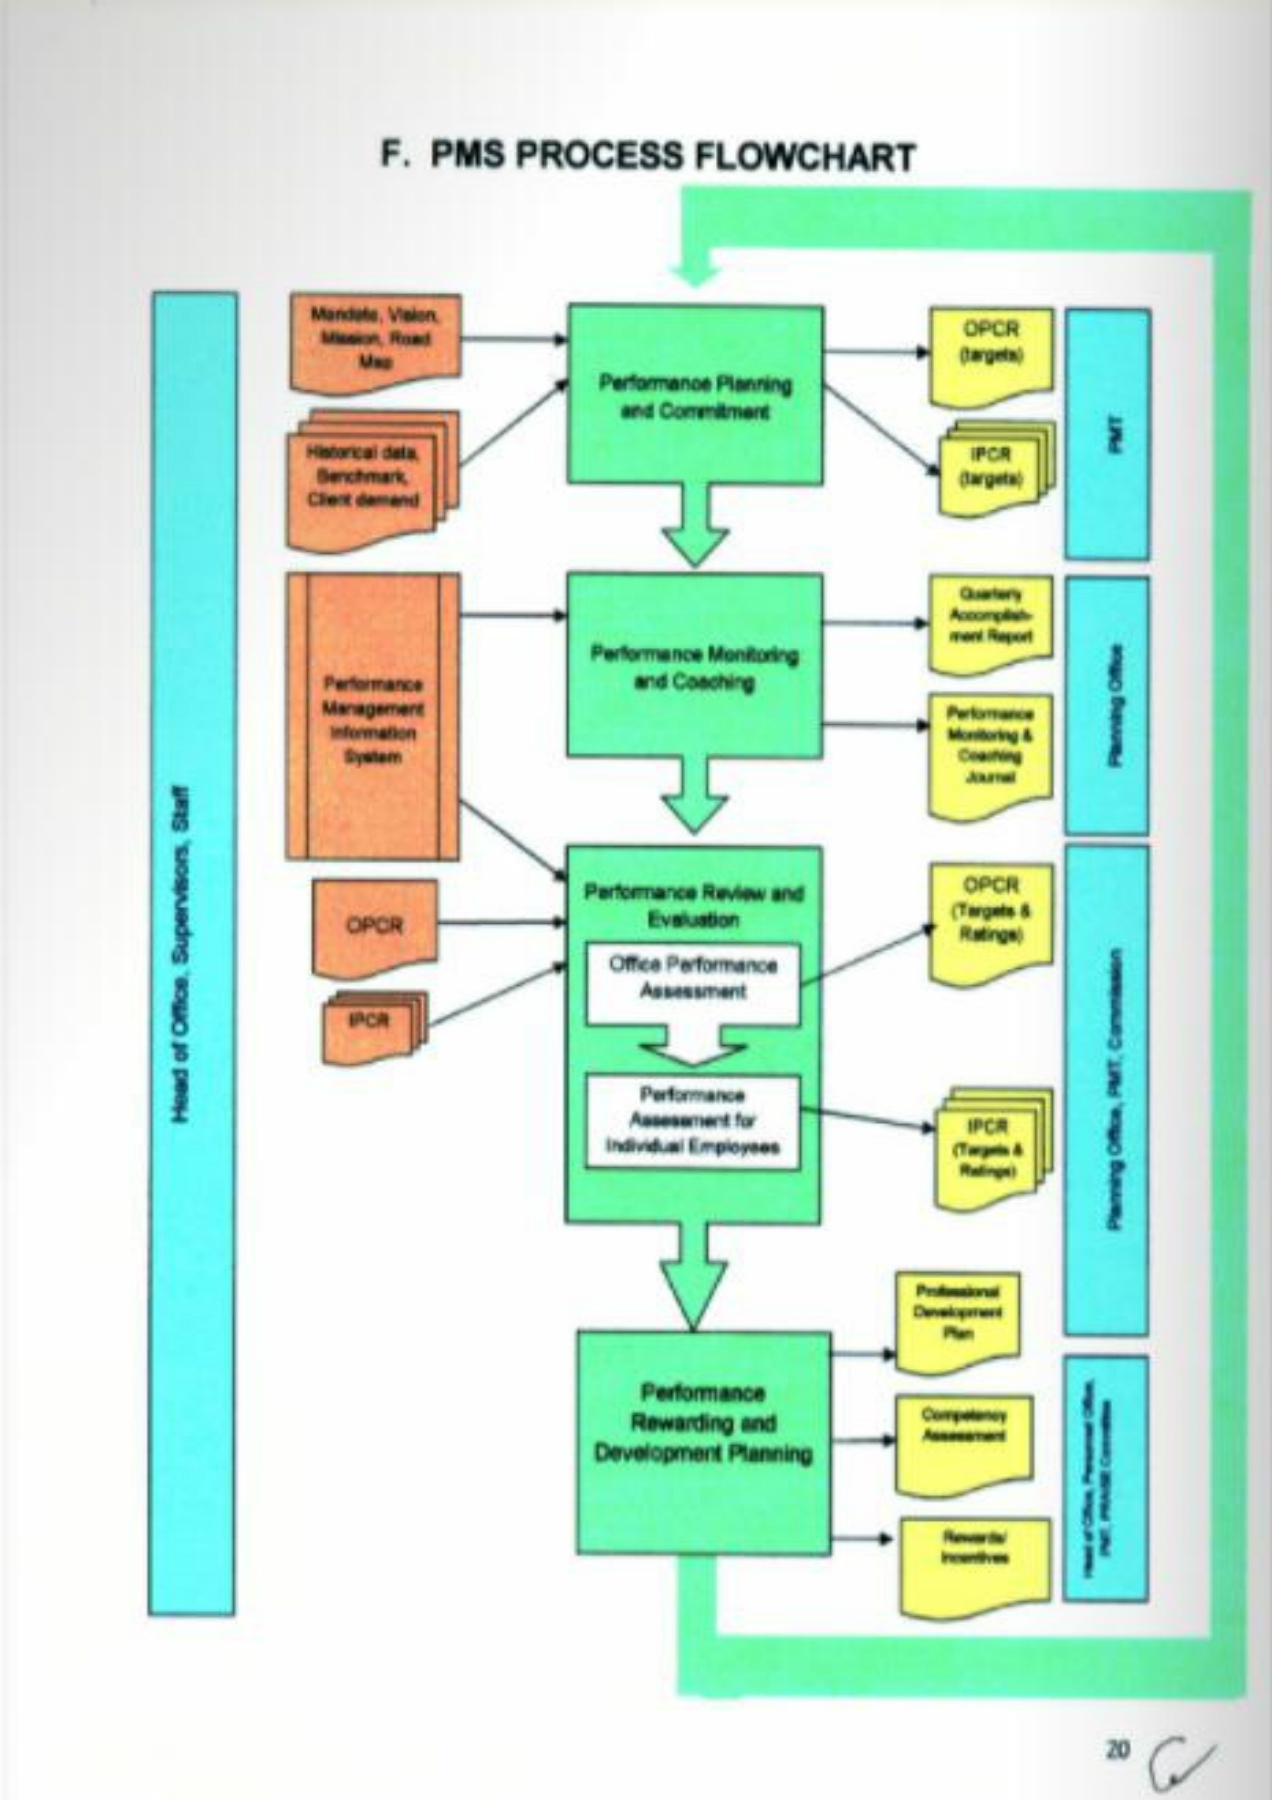 F. PMS PROCESS FLOWCHART
Head of Office, Supervisors, Staff
Mandate, Vision,
Mission, Road
Map
Historical data,
Benchmark,
Client demand
Performance Planning
and Commitment
OPCR
(targets)
IPCR
(targets)
PMT
Performance
Management
Information
System
Performance Monitoring
and Coaching
Quarterly
Accomplish-
ment Report
Performance
Monitoring &
Coaching
Journal
Planning Office
OPCR
IPCR
Performance Review and
Evaluation
Office Performance
Assessment
Performance
Assessment for
Individual Employees
OPCR
(Targets &
Ratings)
IPCR
(Targets &
Ratings)
Planning Office, PMT, Commission
Performance
Rewarding and
Development Planning
Professional
Development
Plan
Competency
Assessment
Rewards/
Incentives
Head of Office, Personnel Office,
PMT, PRAISE Committee
20